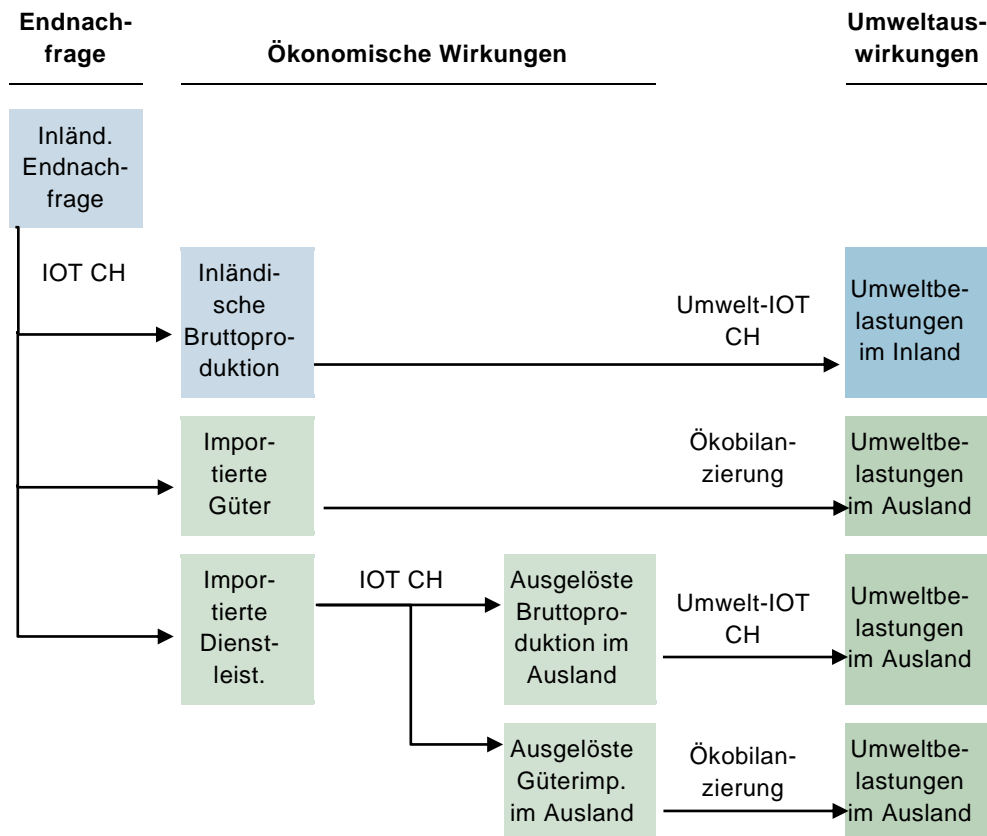 Endnach-
frage
Ökonomische Wirkungen
Umweltaus-
wirkungen
Inländ.
Endnach-
frage
IOT CH
Inländi-
sche
Bruttopro-
duktion
Umwelt-IOT
CH
Umweltbe-
lastungen
im Inland
Impor-
tierte
Güter
Ökobilan-
zierung
Umweltbe-
lastungen
im Ausland
Impor-
tierte
Dienst-
leist.
IOT CH
Ausgelöste
Bruttopro-
duktion im
Ausland
Umwelt-IOT
CH
Umweltbe-
lastungen
im Ausland
Ausgelöste
Güterimp.
im Ausland
Ökobilan-
zierung
Umweltbe-
lastungen
im Ausland